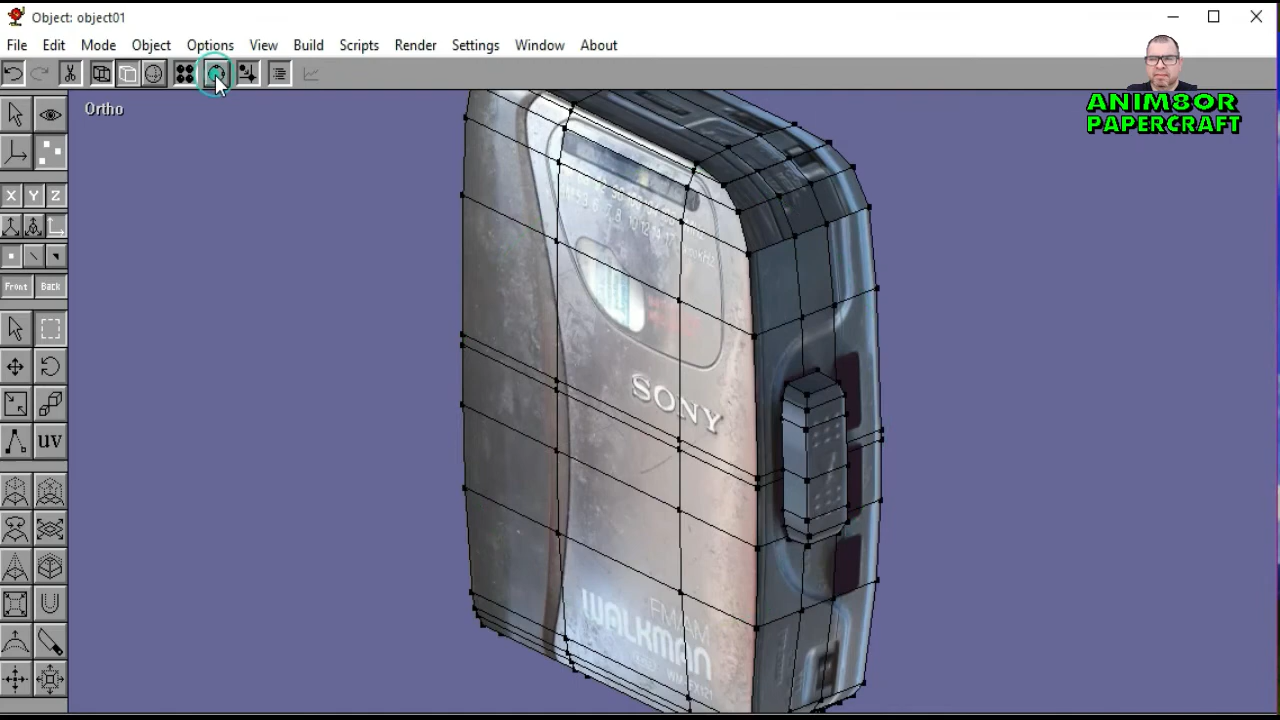 Object: object01
File Edit Mode Object Options View Build Scripts Render Settings Window About
Ortho
ANIM8OR
PAPERCRAFT
X Y Z
Front Back
UV
SONY
FM/AM
WALKMAN